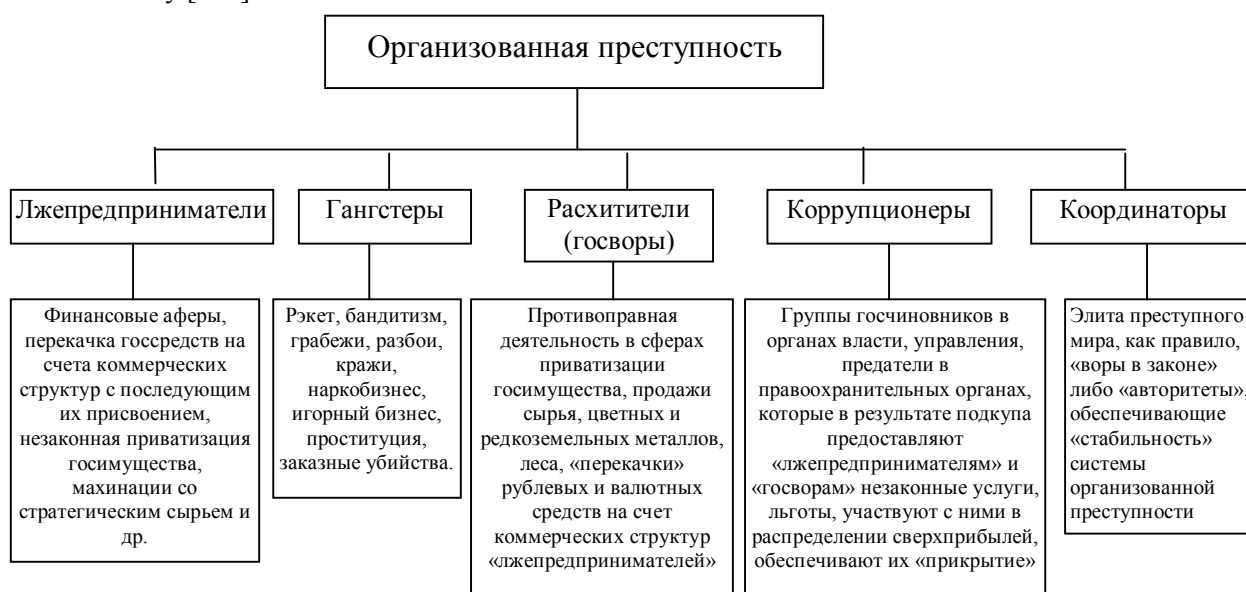 Организованная преступность
Лжепредприниматели
Гангстеры
Расхитители
(госворы)
Коррупционеры
Координаторы
Финансовые аферы,
перекачка госсредств на
счета коммерческих
структур с последующим
их присвоением,
незаконная приватизация
госимущества,
махинации со
стратегическим сырьем и
др.
Рэкет, бандитизм,
грабежи, разбои,
кражи,
наркобизнес,
игорный бизнес,
проституция,
заказные убийства.
Противоправная
деятельность в сферах
приватизации
госимущества, продажи
сырья, цветных и
редкоземельных металлов,
леса, «перекачки»
рублевых и валютных
средств на счет
коммерческих структур
«лжепредпринимателей»
Группы госчиновников в
органах власти, управления,
предатели в
правоохранительных органах,
которые в результате подкупа
предоставляют
«лжепредпринимателям» и
«госворам» незаконные услуги,
льготы, участвуют с ними в
распределении сверхприбылей,
обеспечивают их «прикрытие»
Элита преступного
мира, как правило,
«воры в законе»
либо «авторитеты»,
обеспечивающие
«стабильность»
системы
организованной
преступности